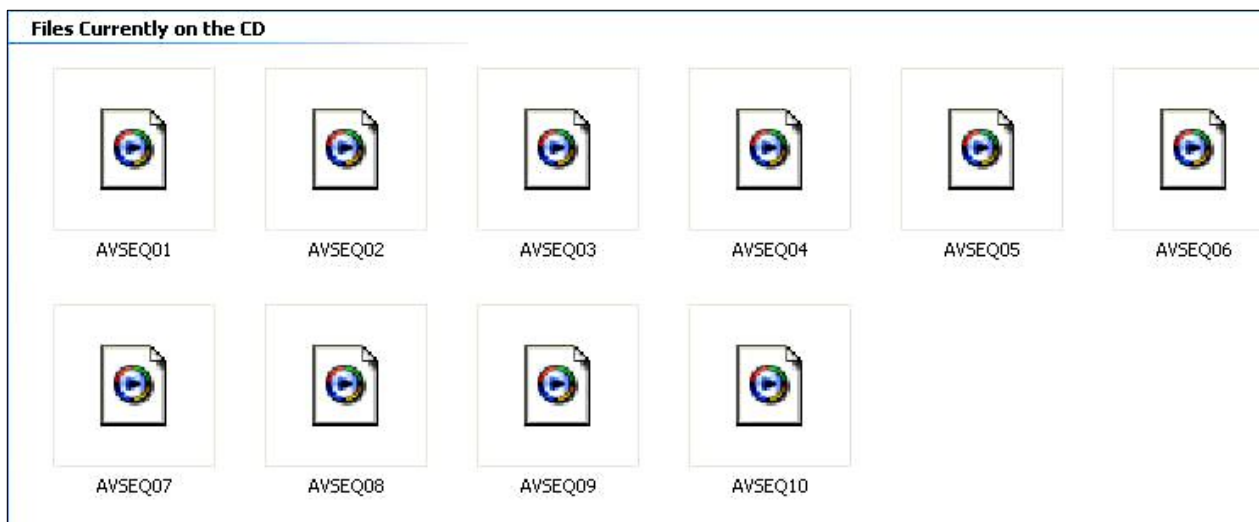 Files Currently on the CD
AVSEQ01 AVSEQ02 AVSEQ03 AVSEQ04 AVSEQ05 AVSEQ06
AVSEQ07 AVSEQ08 AVSEQ09 AVSEQ10